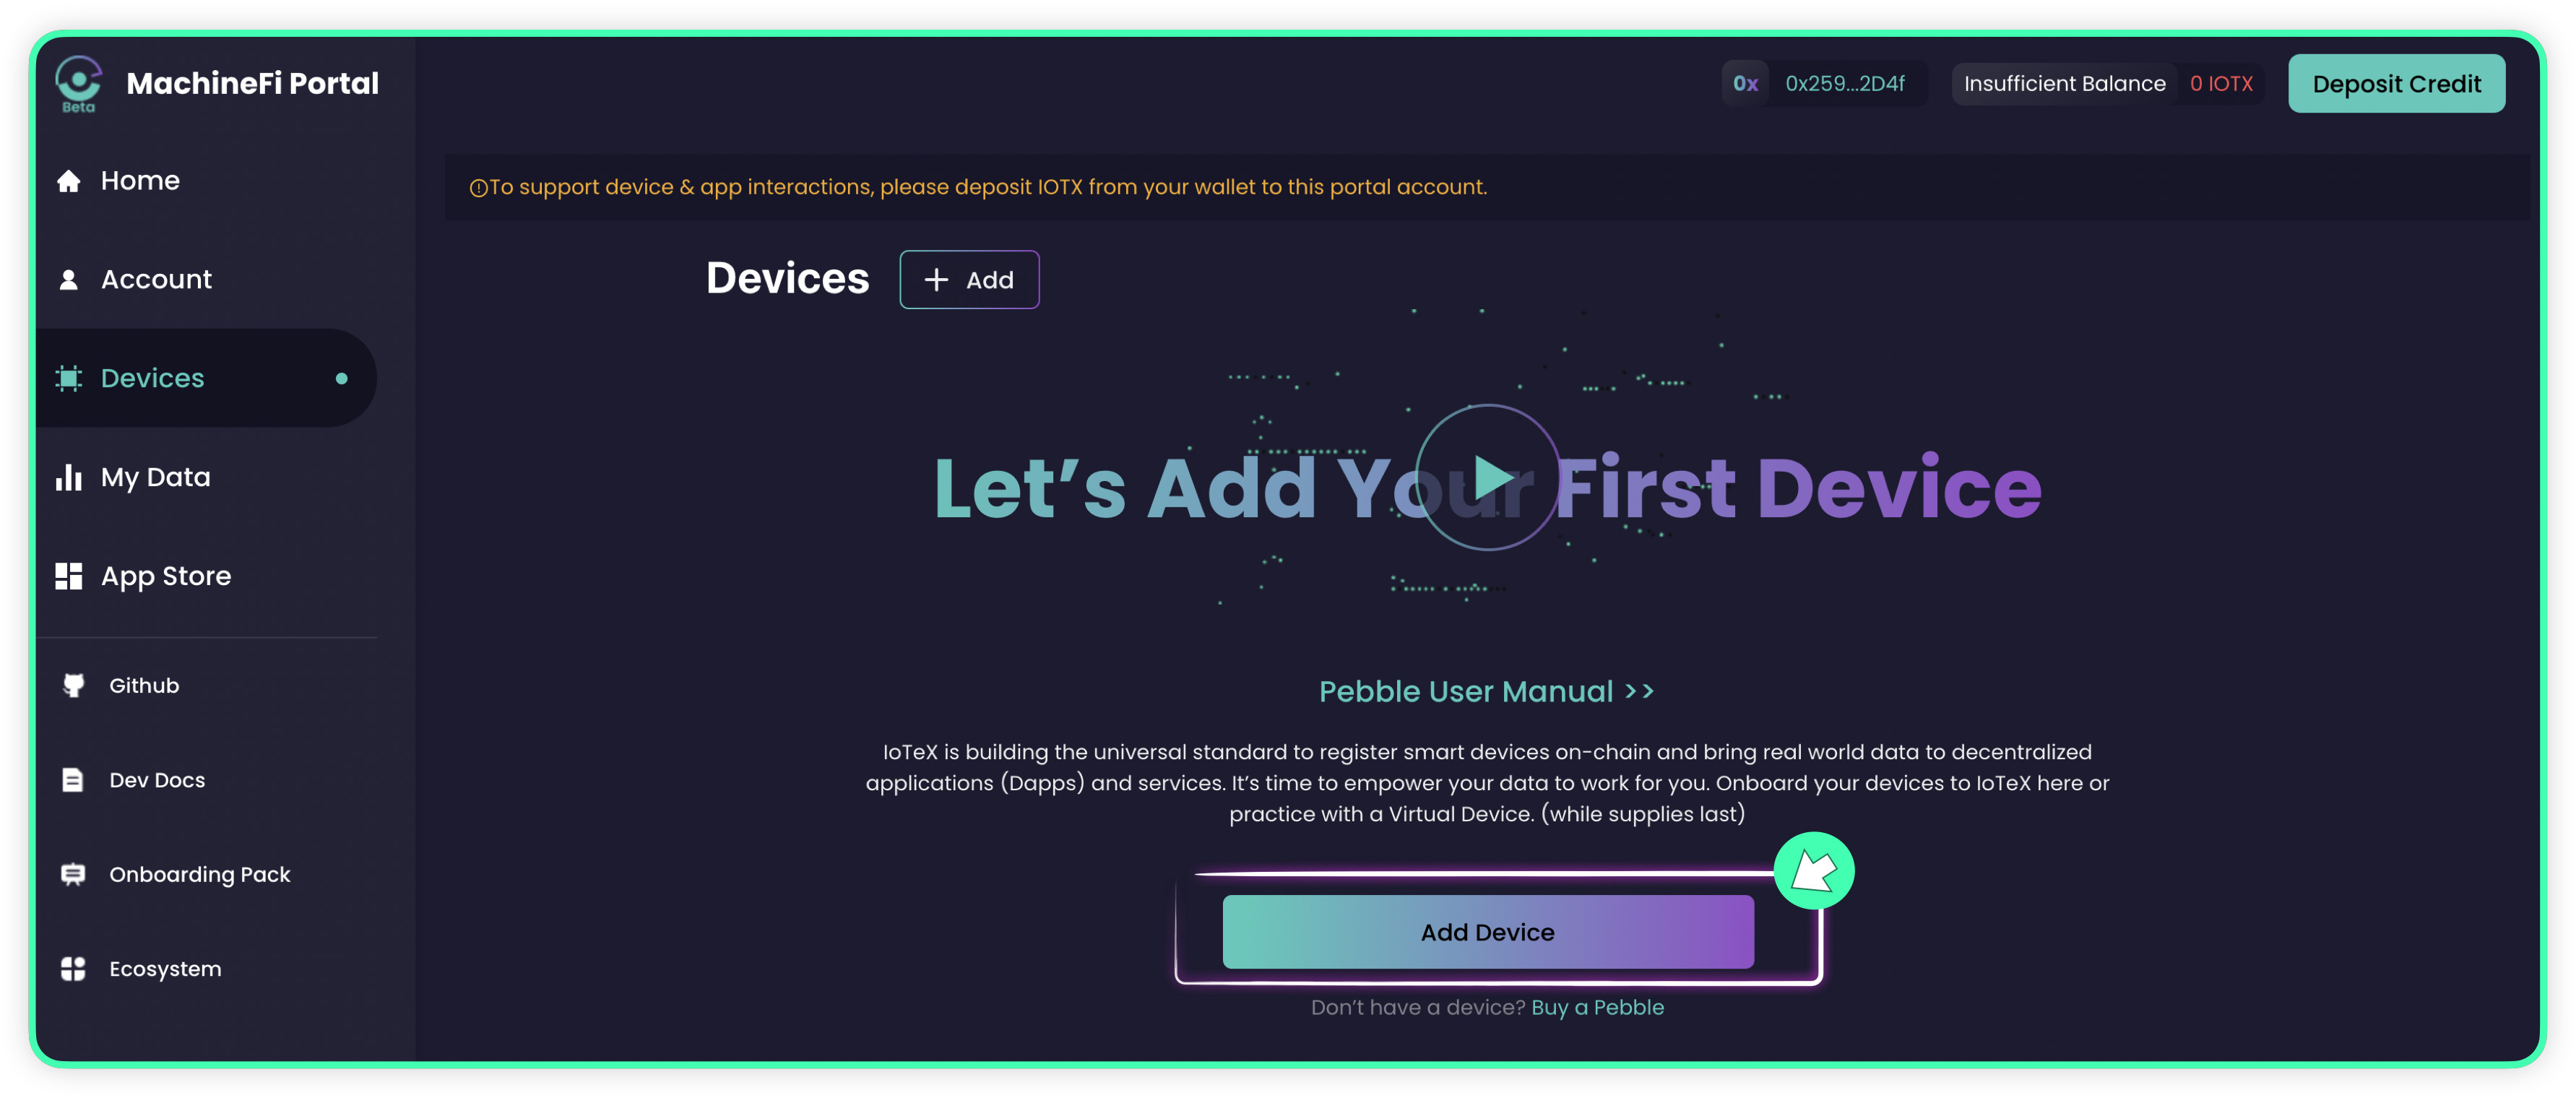 MachineFi Portal
Beta
0x
0x259...2D4f
Insufficient Balance
0 IOTX
Deposit Credit
Home
Account
Devices
My Data
App Store
Github
Dev Docs
Onboarding Pack
Ecosystem
To support device & app interactions, please deposit IOTX from your wallet to this portal account.
Devices
+ Add
Let’s Add Your First Device
Pebble User Manual >>
IoTeX is building the universal standard to register smart devices on-chain and bring real world data to decentralized
applications (Dapps) and services. It’s time to empower your data to work for you. Onboard your devices to IoTeX here or
practice with a Virtual Device. (while supplies last)
Add Device
Don’t have a device? Buy a Pebble